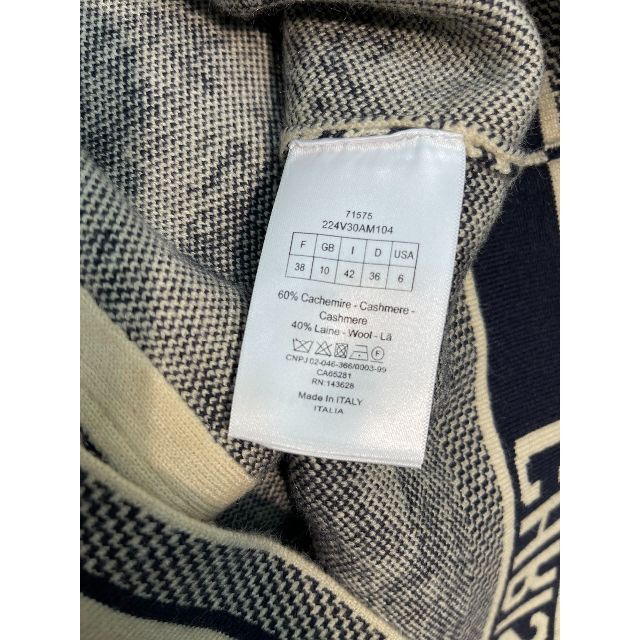 71575
224V30AM104
F GB I D USA
38 10 42 36 6
60% Cachemire - Cashmere -
Cashmere
40% Laine - Wool - Lã
CNPJ 02-046-366/0003-99
CA05281
RN:143628
Made In ITALY
ITALIA